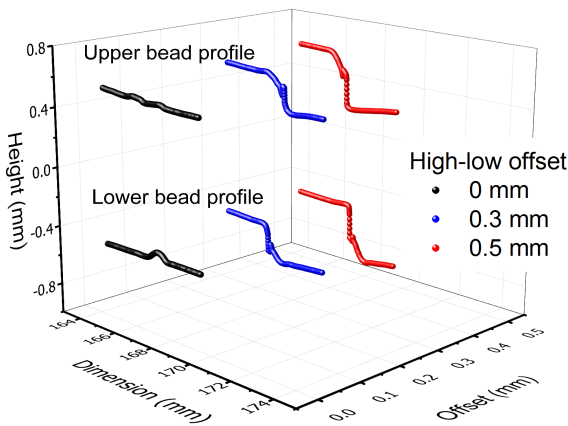 0.8
Upper bead profile
0.4
High-low offset
0 mm
0.3 mm
0.5 mm
Height (mm)
0.0
Lower bead profile
-0.4
-0.8
164
166
168
170
172
174
Dimension (mm)
0.0
0.1
0.2
0.3
0.4
0.5
Offset (mm)